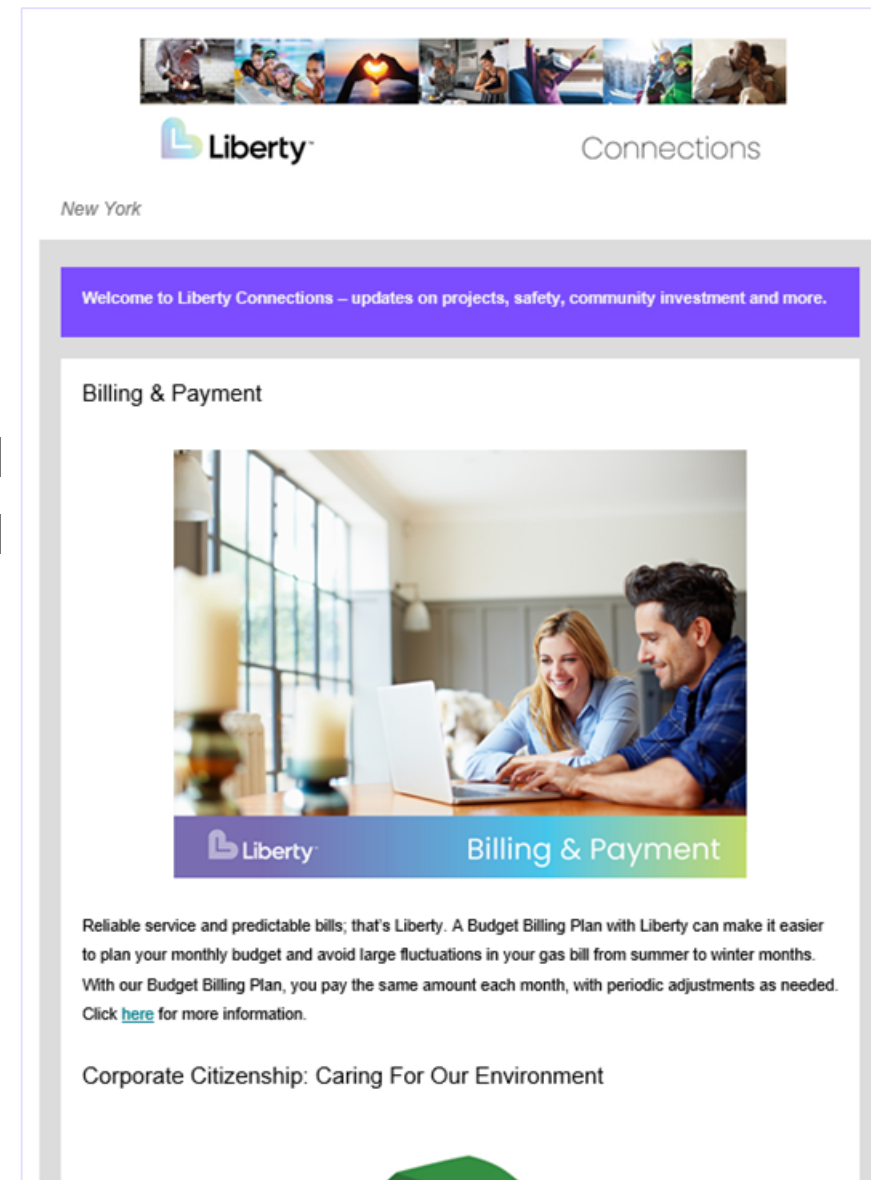 Liberty™
Connections
New York
Welcome to Liberty Connections – updates on projects, safety, community investment and more.
Billing & Payment
Liberty™
Billing & Payment
Reliable service and predictable bills; that's Liberty. A Budget Billing Plan with Liberty can make it easier
to plan your monthly budget and avoid large fluctuations in your gas bill from summer to winter months.
With our Budget Billing Plan, you pay the same amount each month, with periodic adjustments as needed.
Click here for more information.
Corporate Citizenship: Caring For Our Environment